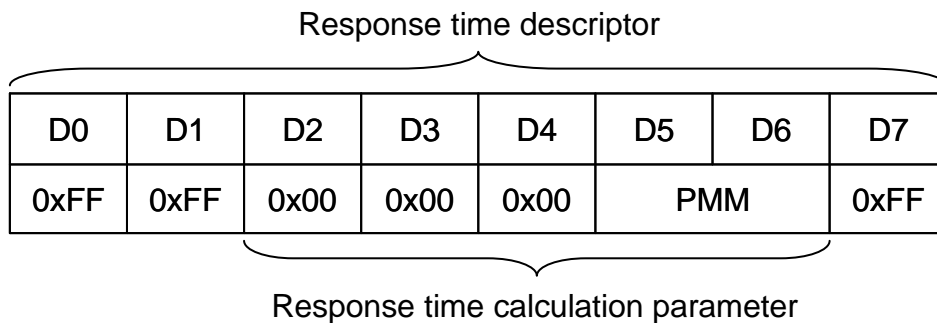 Response time descriptor
D0 D1 D2 D3 D4 D5 D6 D7
0xFF 0xFF 0x00 0x00 0x00 PMM 0xFF
Response time calculation parameter